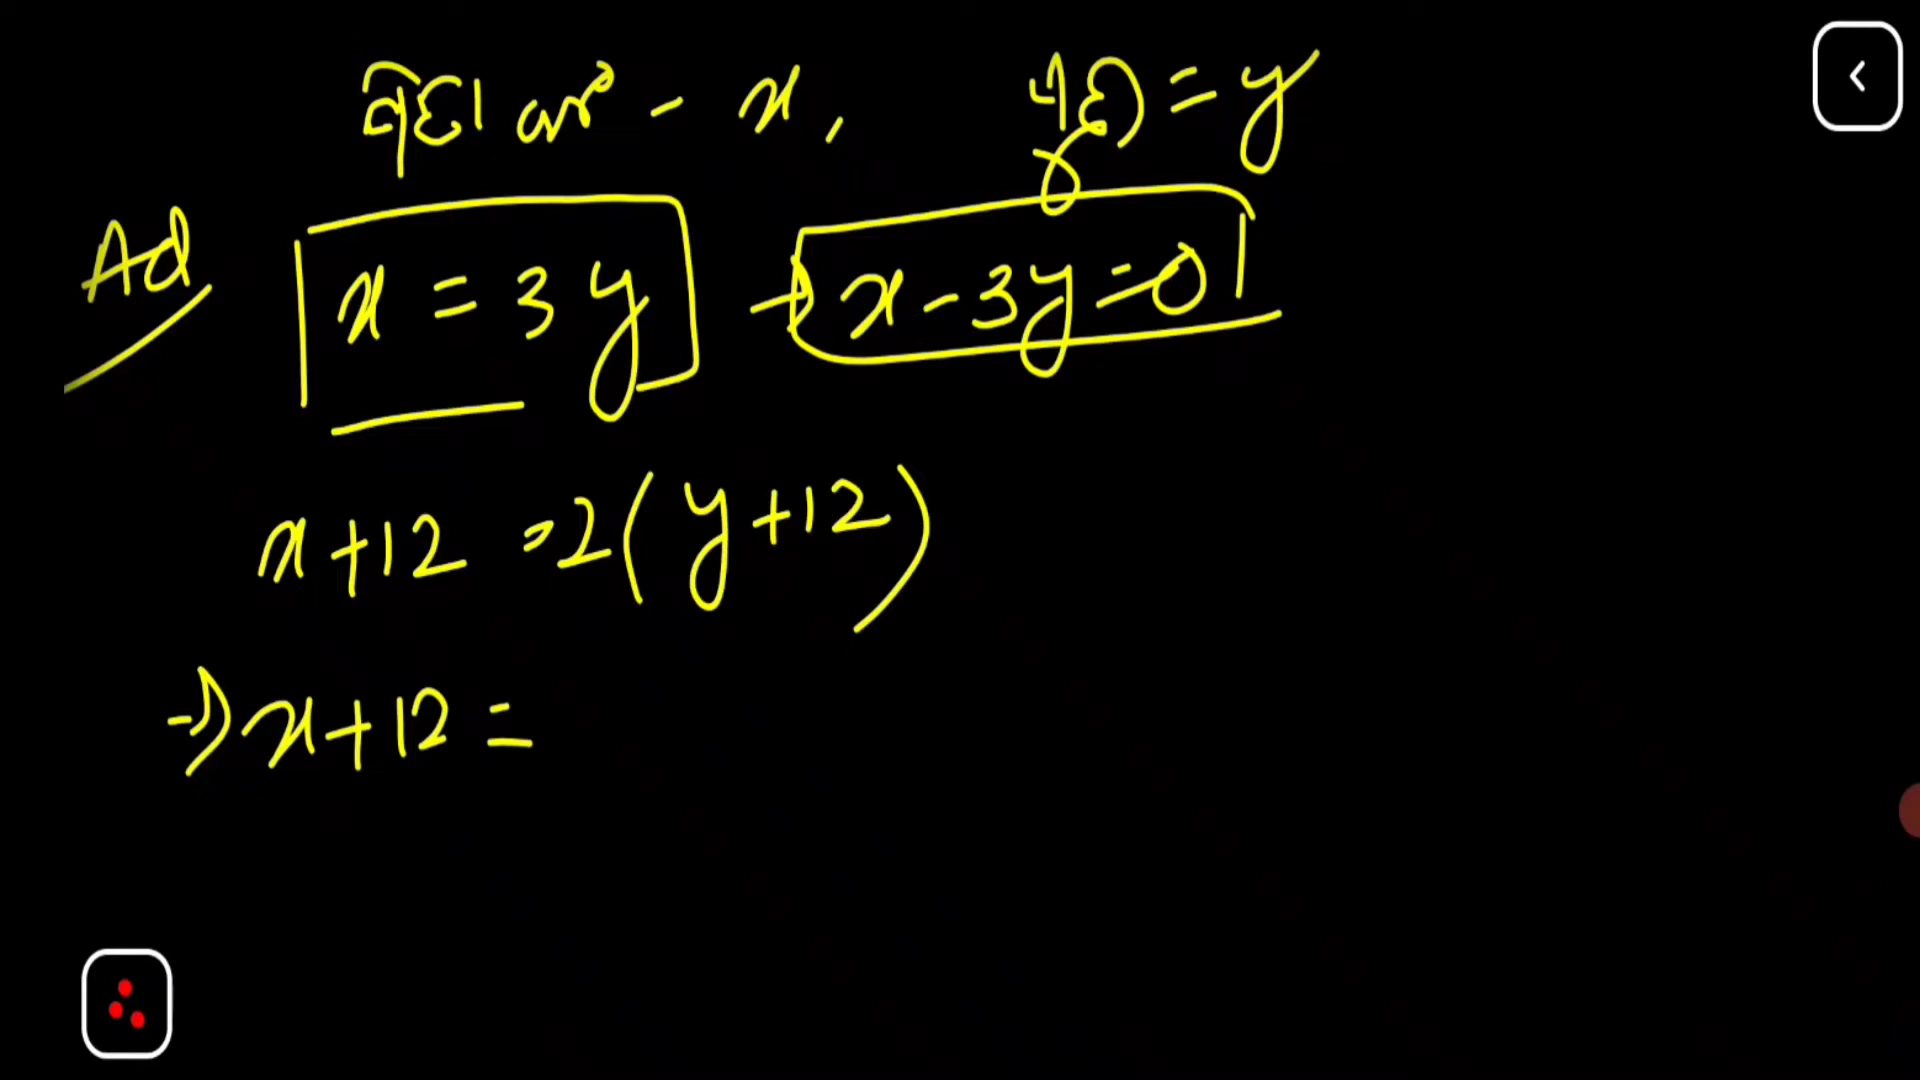 - x, = y
Ad x = 3y → x - 3y = 0
x + 12 = 2(y + 12)
⇒ x + 12 =